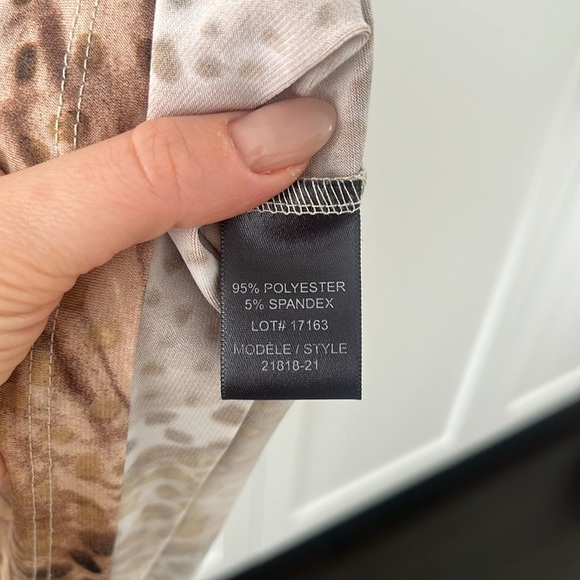 95% POLYESTER
5% SPANDEX
LOT# 17163
MODÈLE / STYLE
21818-21